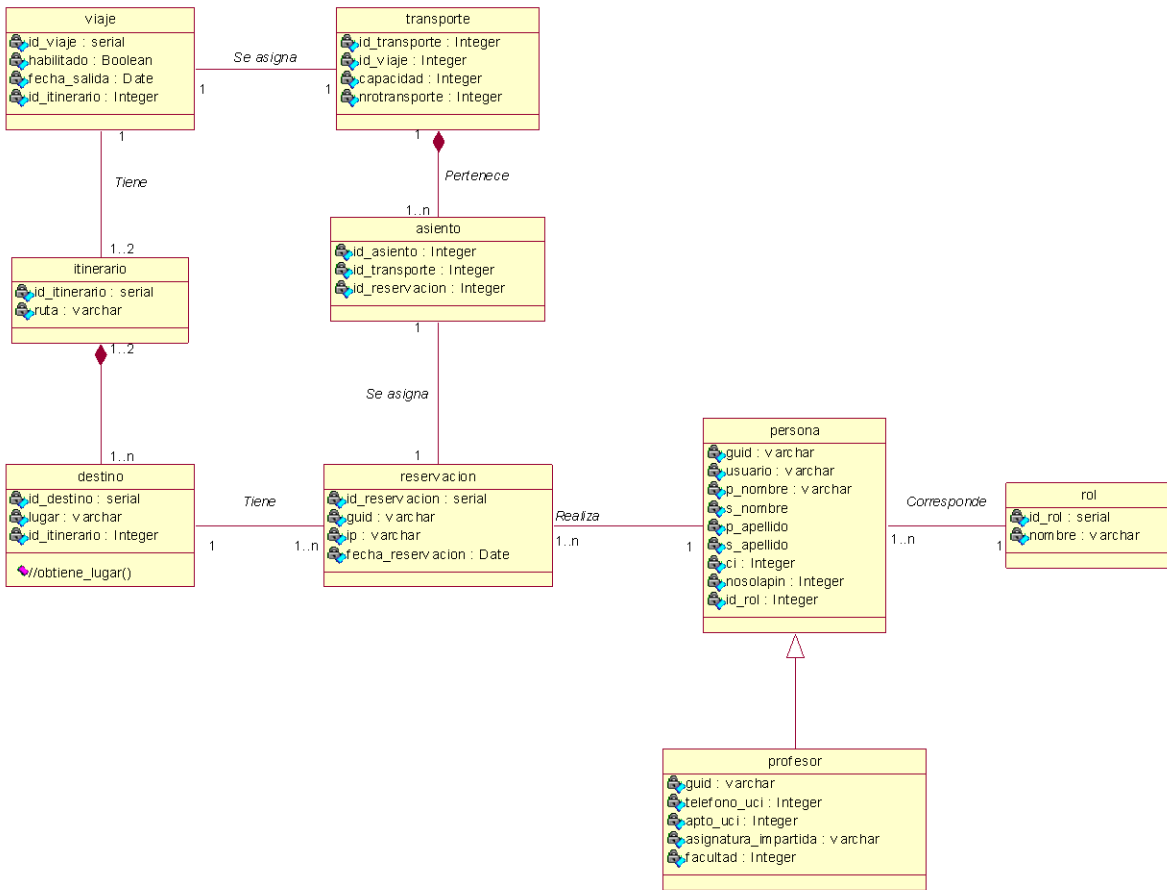 viaje
id_viaje : serial
habilitado : Boolean
fecha_salida : Date
id_itinerario : Integer
Se asigna
1
1
transporte
id_transporte : Integer
id_viaje : Integer
capacidad : Integer
nrotransporte : Integer
1
Tiene
1..2
1
Pertenece
1..n
itinerario
id_itinerario : serial
ruta : varchar
1..2
1..n
asiento
id_asiento : Integer
id_transporte : Integer
id_reservacion : Integer
1
Se asigna
1
destino
id_destino : serial
lugar : varchar
id_itinerario : Integer
//obtiene_lugar()
Tiene
1
1..n
reservacion
id_reservacion : serial
guid : varchar
ip : varchar
fecha_reservacion : Date
Realiza
1..n
1
persona
guid : varchar
usuario : varchar
p_nombre : varchar
s_nombre
p_apellido
s_apellido
ci : Integer
nosolapin : Integer
id_rol : Integer
Corresponde
1..n
1
rol
id_rol : serial
nombre : varchar
profesor
guid : varchar
telefono_uci : Integer
apto_uci : Integer
asignatura_impartida : varchar
facultad : Integer